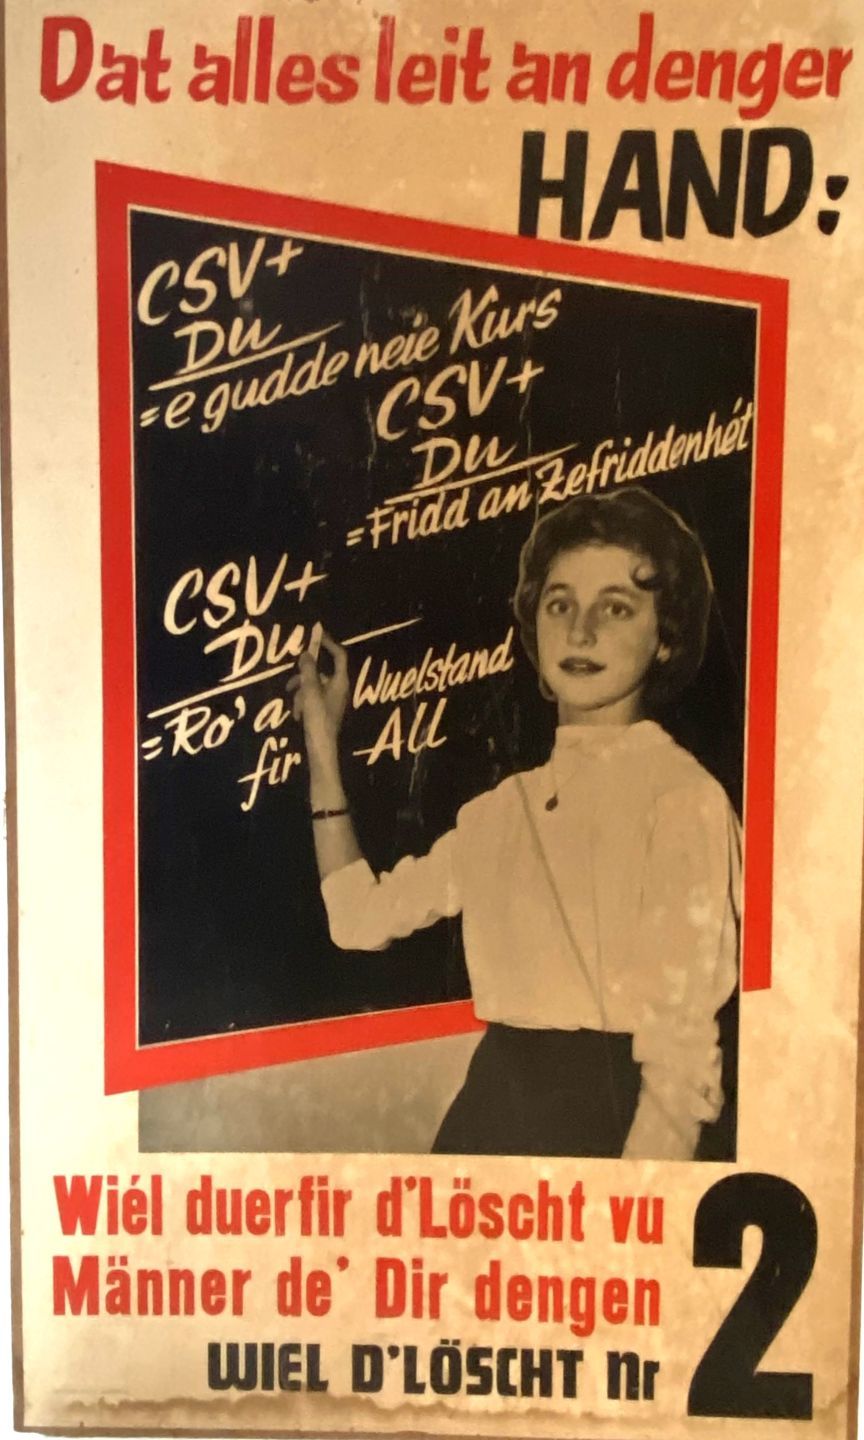 Dat alles leit an denger
HAND:
CSV+
Du
=e gudde neie Kurs
CSV+
Du
=Fridd an Zefriddenhét
CSV+
Du
=Ro' a Wuelstand
fir All
Wiél duerfir d'Löscht vu
Männer de' Dir dengen
WIEL D'LÖSCHT Nr 2